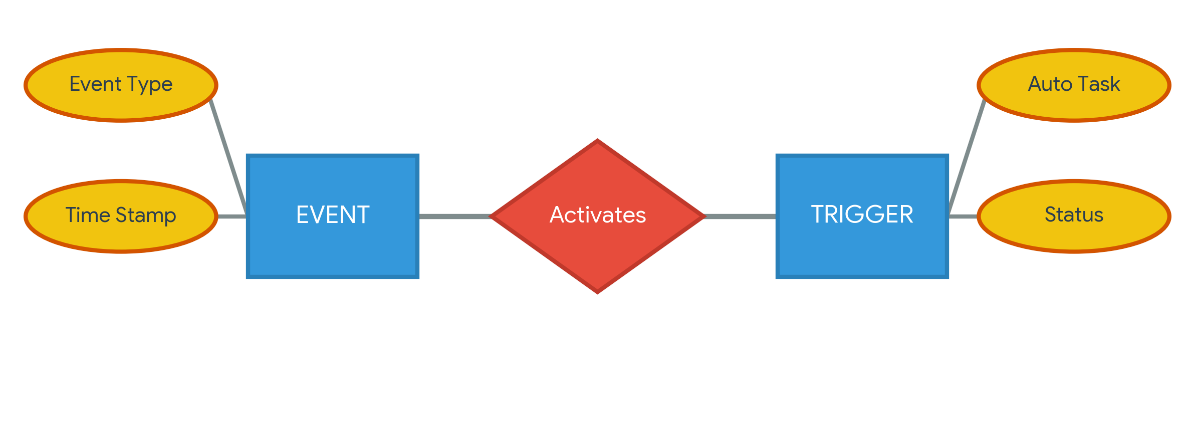 Event Type
Auto Task
Time Stamp
EVENT
Activates
TRIGGER
Status